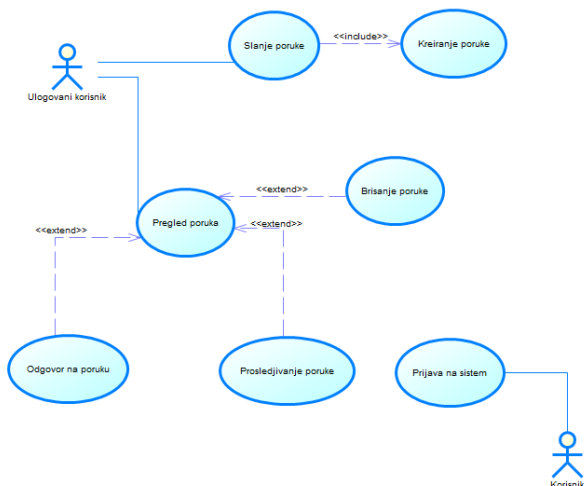 Slanje poruke
<<include>>
Kreiranje poruke
Ulogovani korisnik
<<extend>>
Brisanje poruke
Pregled poruka
<<extend>>
<<extend>>
Odgovor na poruku
Prosledjivanje poruke
Prijava na sistem
Korisnik